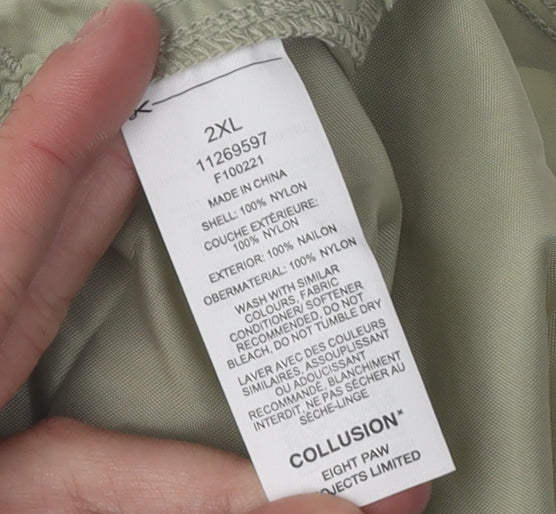 2XL
11269597
F100221
MADE IN CHINA
SHELL: 100% NYLON
COUCHE EXTÉRIEURE:
100% NYLON
EXTERIOR: 100% NAILON
OBERMATERIAL: 100% NYLON
WASH WITH SIMILAR
COLOURS, FABRIC
CONDITIONER/ SOFTENER
RECOMMENDED, DO NOT
BLEACH, DO NOT TUMBLE DRY
LAVER AVEC DES COULEURS
SIMILAIRES, ASSOUPLISSANT
OU ADOUCISSANT
RECOMMANDÉ, BLANCHIMENT
INTERDIT, NE PAS SÉCHER AU
SÈCHE-LINGE
COLLUSION*
EIGHT PAW
OJECTS LIMITED